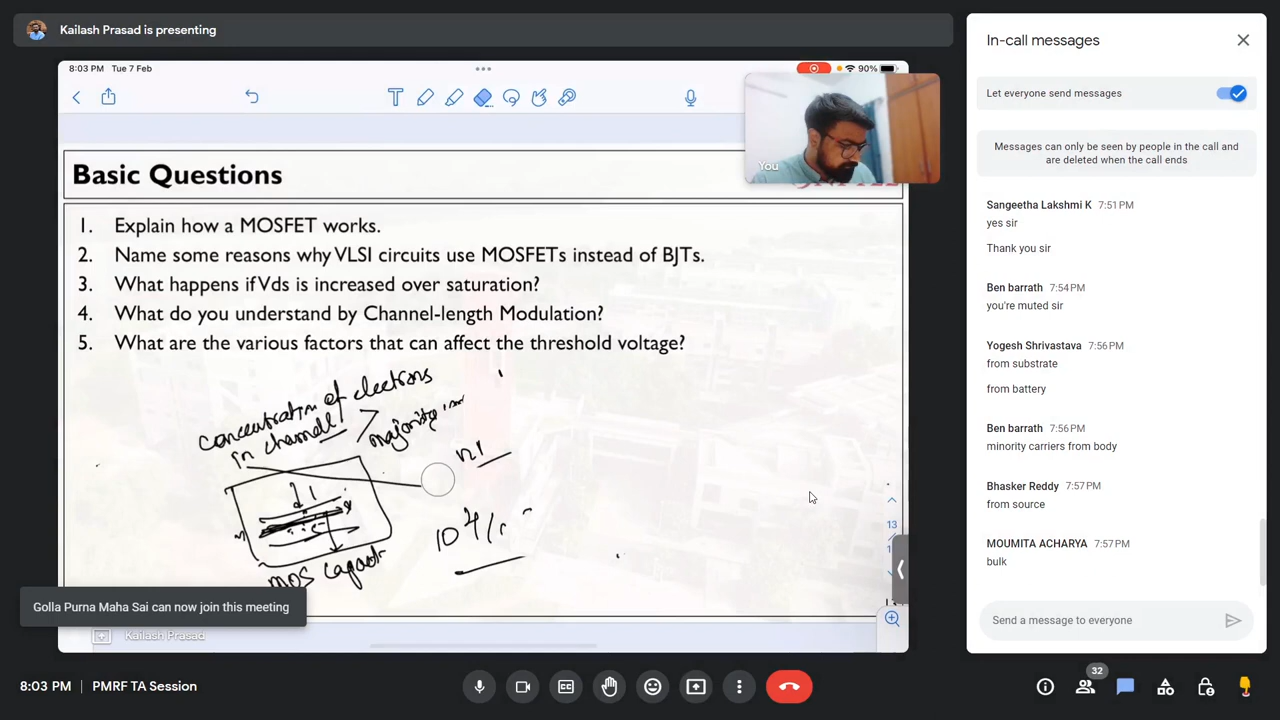 Kailash Prasad is presenting
8:03 PM Tue 7 Feb
90%
You
Basic Questions
1. Explain how a MOSFET works.
2. Name some reasons why VLSI circuits use MOSFETs instead of BJTs.
3. What happens if Vds is increased over saturation?
4. What do you understand by Channel-length Modulation?
5. What are the various factors that can affect the threshold voltage?
concentration of electrons
in channel > majority
MOS
13
Golla Purna Maha Sai can now join this meeting
Kailash Prasad
8:03 PM | PMRF TA Session
32
In-call messages
Let everyone send messages
Messages can only be seen by people in the call and
are deleted when the call ends
Sangeetha Lakshmi K 7:51 PM
yes sir
Thank you sir
Ben barrath 7:54 PM
you're muted sir
Yogesh Shrivastava 7:56 PM
from substrate
from battery
Ben barrath 7:56 PM
minority carriers from body
Bhasker Reddy 7:57 PM
from source
MOUMITA ACHARYA 7:57 PM
bulk
Send a message to everyone